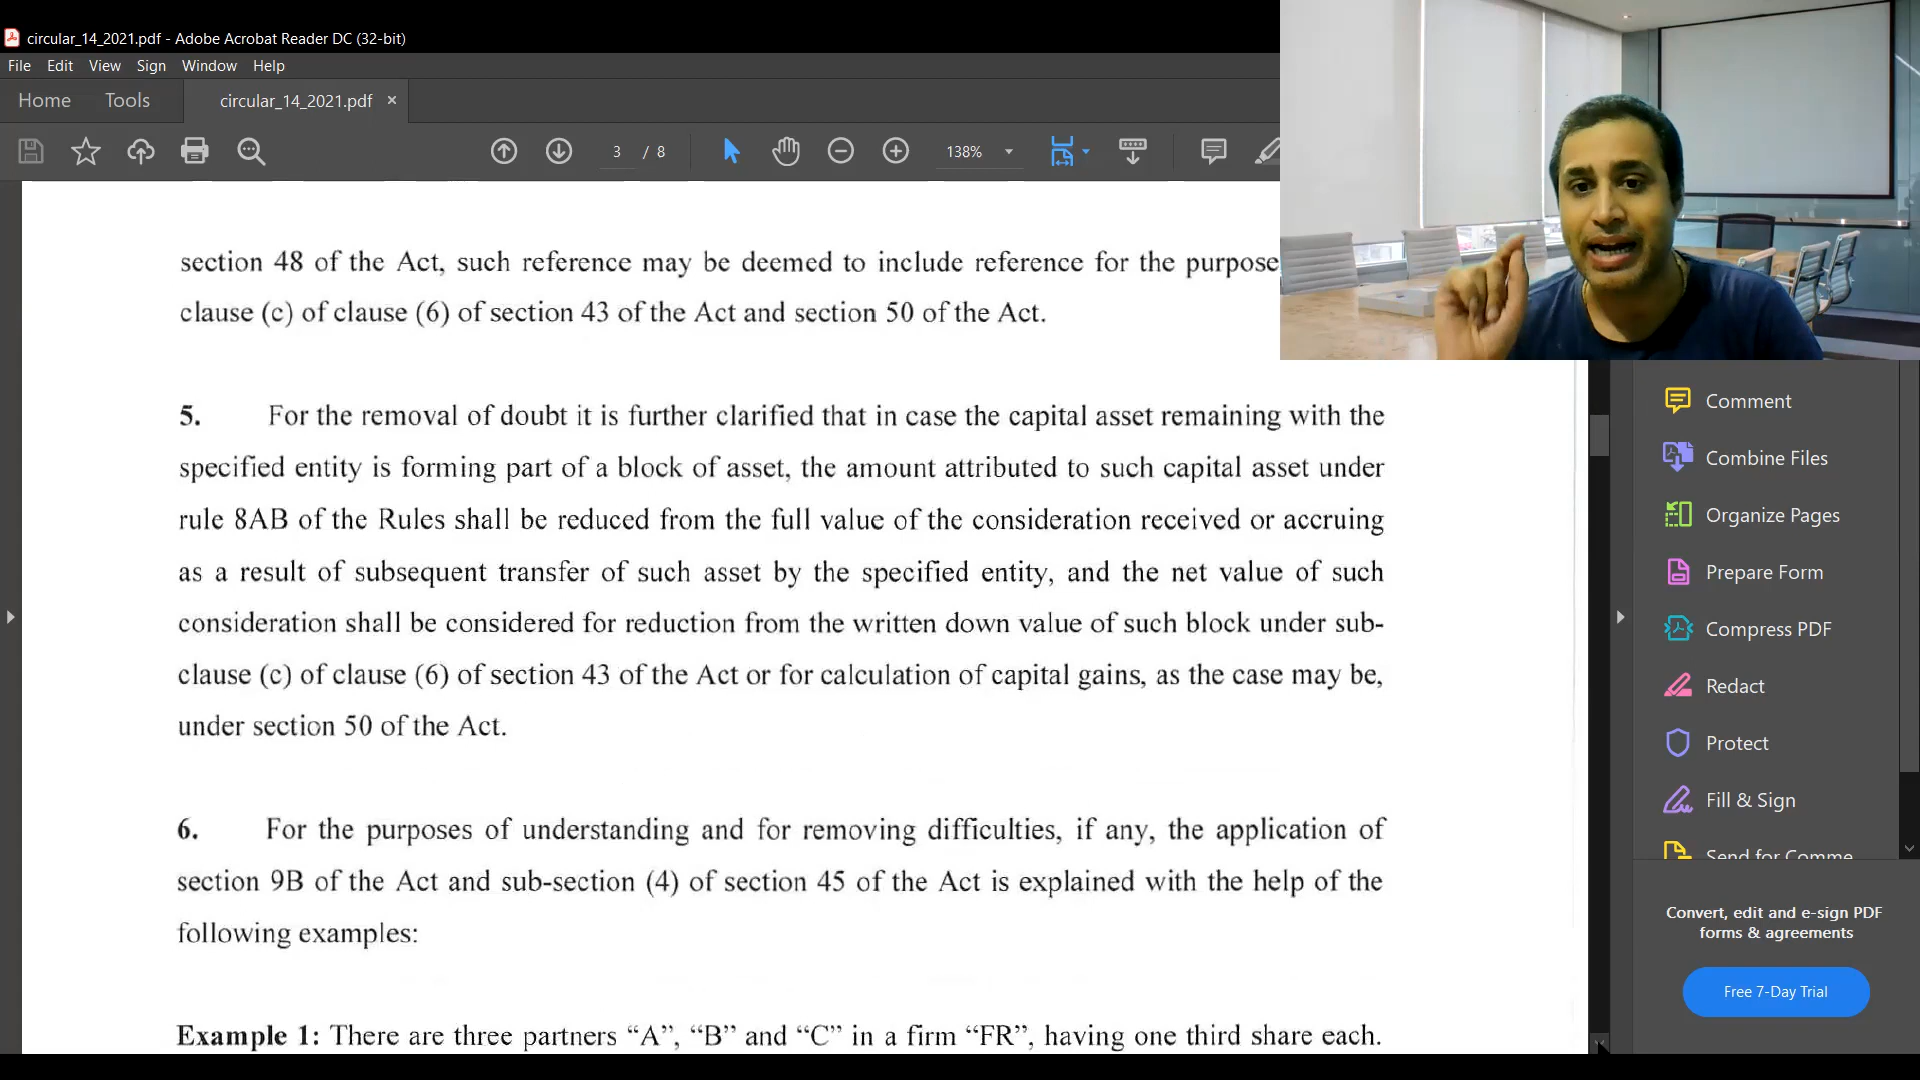 circular_14_2021.pdf - Adobe Acrobat Reader DC (32-bit)
File Edit View Sign Window Help
Home Tools circular_14_2021.pdf ×
3 / 8 138%
section 48 of the Act, such reference may be deemed to include reference for the purpose
clause (c) of clause (6) of section 43 of the Act and section 50 of the Act.
5. For the removal of doubt it is further clarified that in case the capital asset remaining with the
specified entity is forming part of a block of asset, the amount attributed to such capital asset under
rule 8AB of the Rules shall be reduced from the full value of the consideration received or accruing
as a result of subsequent transfer of such asset by the specified entity, and the net value of such
consideration shall be considered for reduction from the written down value of such block under sub-
clause (c) of clause (6) of section 43 of the Act or for calculation of capital gains, as the case may be,
under section 50 of the Act.
6. For the purposes of understanding and for removing difficulties, if any, the application of
section 9B of the Act and sub-section (4) of section 45 of the Act is explained with the help of the
following examples:
Example 1: There are three partners “A”, “B” and “C” in a firm “FR”, having one third share each.
Comment
Combine Files
Organize Pages
Prepare Form
Compress PDF
Redact
Protect
Fill & Sign
Send for Comme
Convert, edit and e-sign PDF
forms & agreements
Free 7-Day Trial